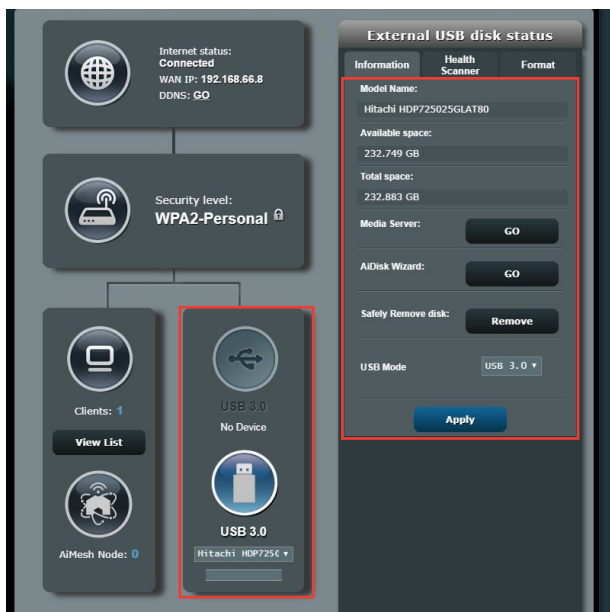 Internet status:
Connected
WAN IP: 192.168.66.8
DDNS: GO
Security level:
WPA2-Personal
Clients: 1
View List
AiMesh Node: 0
USB 3.0
No Device
USB 3.0
Hitachi HDP725C
External USB disk status
Information
Health
Scanner
Format
Model Name:
Hitachi HDP725025GLAT80
Available space:
232.749 GB
Total space:
232.883 GB
Media Server:
GO
AiDisk Wizard:
GO
Safely Remove disk:
Remove
USB Mode
USB 3.0
Apply